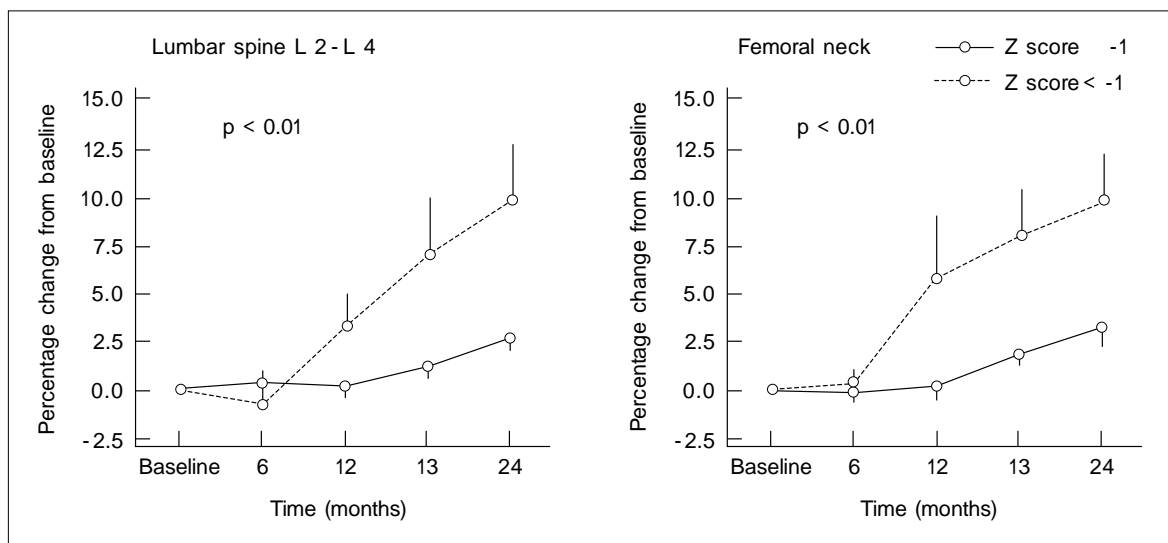 Lumbar spine L 2 - L 4
Percentage change from baseline
15.0
12.5
10.0
7.5
5.0
2.5
0.0
-2.5
p < 0.01
Baseline 6 12 13 24
Time (months)
Femoral neck
Z score -1
Z score < -1
Percentage change from baseline
15.0
12.5
10.0
7.5
5.0
2.5
0.0
-2.5
p < 0.01
Baseline 6 12 13 24
Time (months)